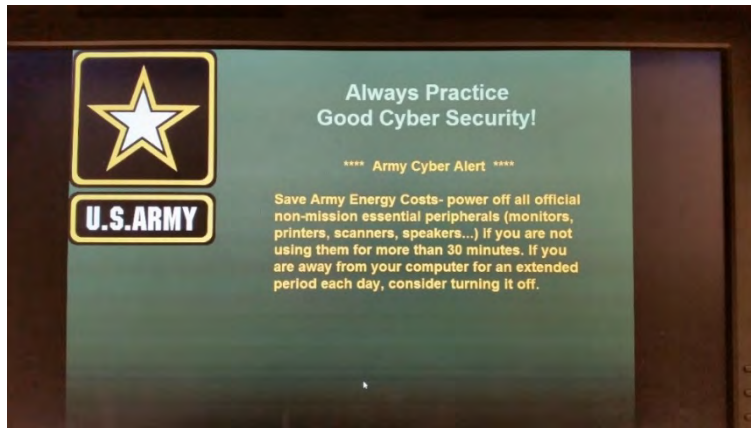 Always Practice
Good Cyber Security!
**** Army Cyber Alert ****
U.S.ARMY
Save Army Energy Costs- power off all official
non-mission essential peripherals (monitors,
printers, scanners, speakers...) If you are not
using them for more than 30 minutes. If you
are away from your computer for an extended
period each day, consider turning it off.